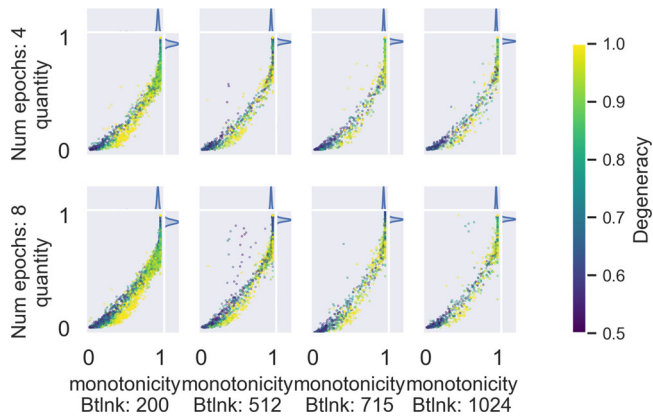 Num epochs: 4
quantity
1
0
Num epochs: 8
quantity
1
0
0 1 0 1 0 1 0 1
monotonicity monotonicity monotonicity monotonicity
Btlnk: 200 Btlnk: 512 Btlnk: 715 Btlnk: 1024
1.0
0.9
0.8
0.7
0.6
0.5
Degeneracy